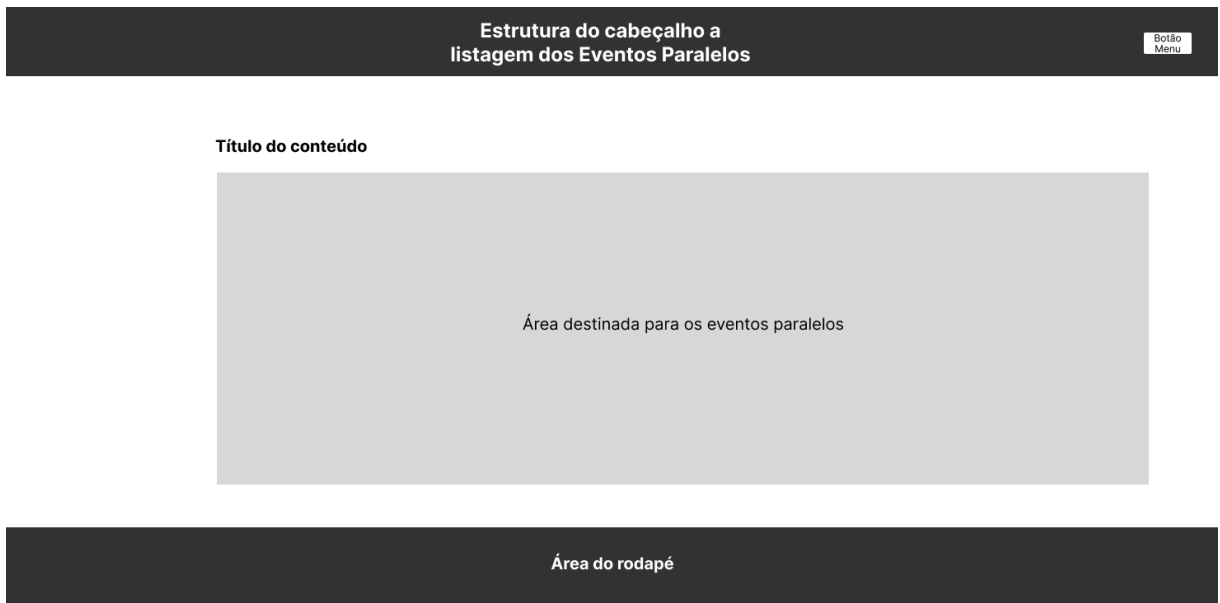 Estrutura do cabeçalho a
listagem dos Eventos Paralelos
Botão
Menu
Título do conteúdo
Área destinada para os eventos paralelos
Área do rodapé